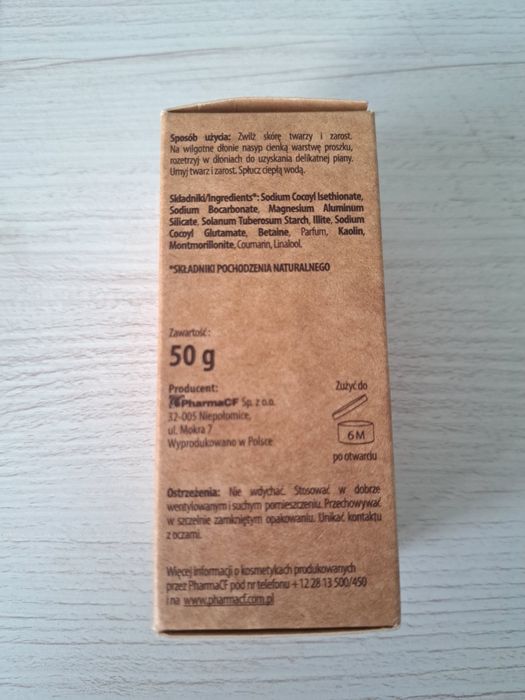 Sposób użycia: Zwilż skórę twarzy i zarost.
Na wilgotne dłonie nasyp cienką warstwę proszku,
rozetrzyj w dłoniach do uzyskania delikatnej piany.
Umyj twarz i zarost. Spłucz ciepłą wodą.
Składniki/Ingredients*: Sodium Cocoyl Isethionate,
Sodium Bocarbonate, Magnesium Aluminum
Silicate, Solanum Tuberosum Starch, Illite, Sodium
Cocoyl Glutamate, Betaine, Parfum, Kaolin,
Montmorillonite, Coumann, Linalool.
*SKŁADNIKI POCHODZENIA NATURALNEGO
Zawartość:
50 g
Producent:
PharmaCF Sp. z o.o.
32-005 Niepołomice,
ul. Mokra 7
Wyprodukowano w Polsce
Zużyć do
6 M
po otwarciu
Ostrzeżenia: Nie wdychać. Stosować w dobrze
wentylowanym i suchym pomieszczeniu. Przechowywać
w szczelnie zamkniętym opakowaniu. Unikać kontaktu
z oczami.
Więcej informacji o kosmetykach produkowanych
przez PharmaCF pod nr telefonu +12 28 13 500/450
i na www.pharmacf.com.pl